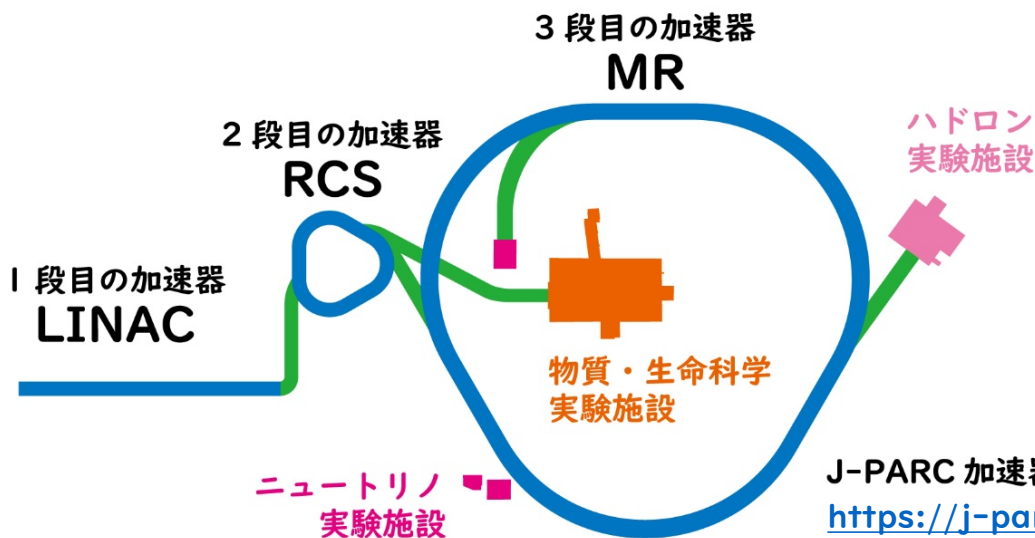 3段目の加速器
MR
2段目の加速器
RCS
1段目の加速器
LINAC
ハドロン
実験施設
物質・生命科学
実験施設
ニュートリノ
実験施設
J-PARC 加速器
https://j-par